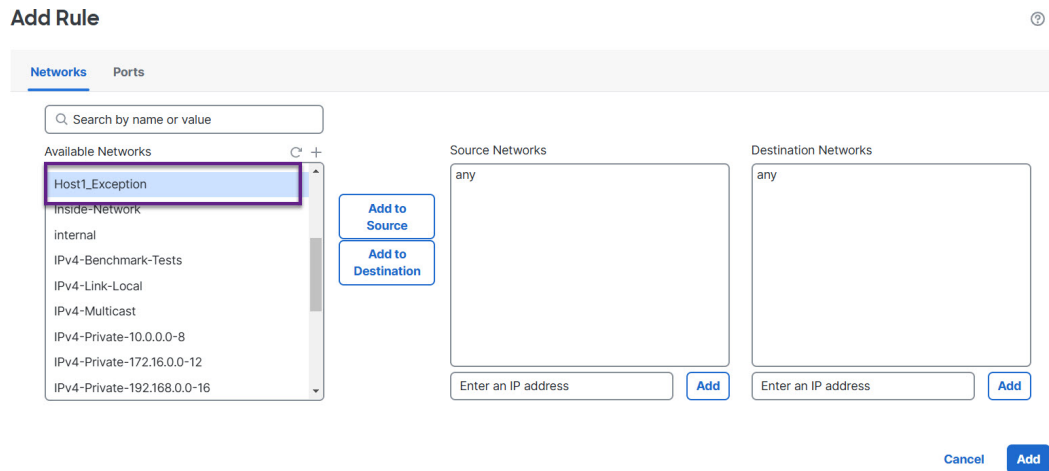 Add Rule
Networks Ports
Search by name or value
Available Networks
Host1_Exception
Inside-Network
internal
IPv4-Benchmark-Tests
IPv4-Link-Local
IPv4-Multicast
IPv4-Private-10.0.0.0-8
IPv4-Private-172.16.0.0-12
IPv4-Private-192.168.0.0-16
Add to
Source
Add to
Destination
Source Networks
any
Enter an IP address Add
Destination Networks
any
Enter an IP address Add
Cancel Add